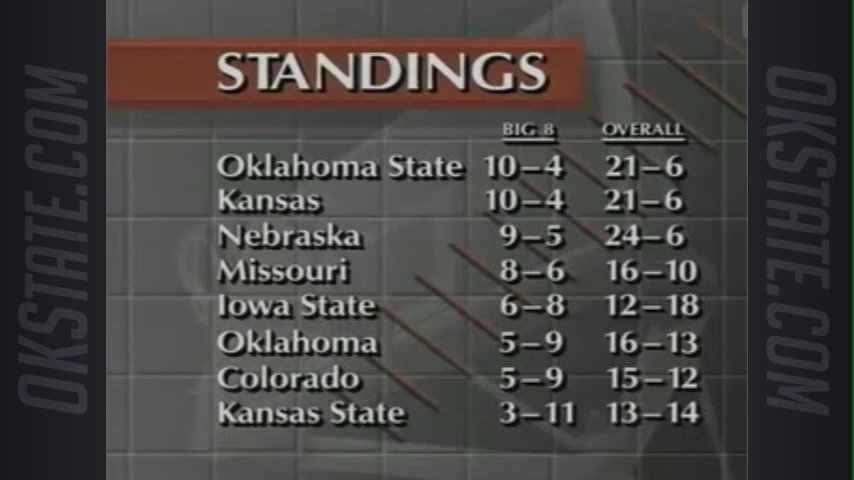 STANDINGS
BIG 8 OVERALL
Oklahoma State 10–4 21–6
Kansas 10–4 21–6
Nebraska 9–5 24–6
Missouri 8–6 16–10
Iowa State 6–8 12–18
Oklahoma 5–9 16–13
Colorado 5–9 15–12
Kansas State 3–11 13–14
OKSTATE.COM
OKSTATE.COM